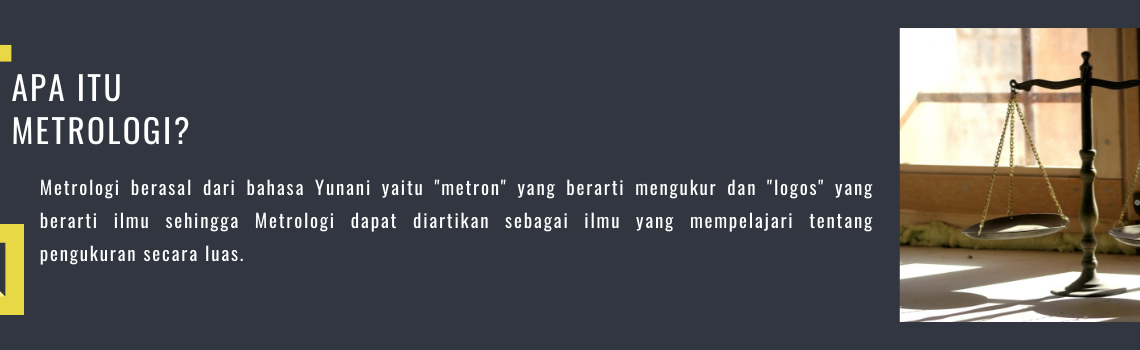 APA ITU
METROLOGI?
Metrologi berasal dari bahasa Yunani yaitu "metron" yang berarti mengukur dan "logos" yang
berarti ilmu sehingga Metrologi dapat diartikan sebagai ilmu yang mempelajari tentang
pengukuran secara luas.